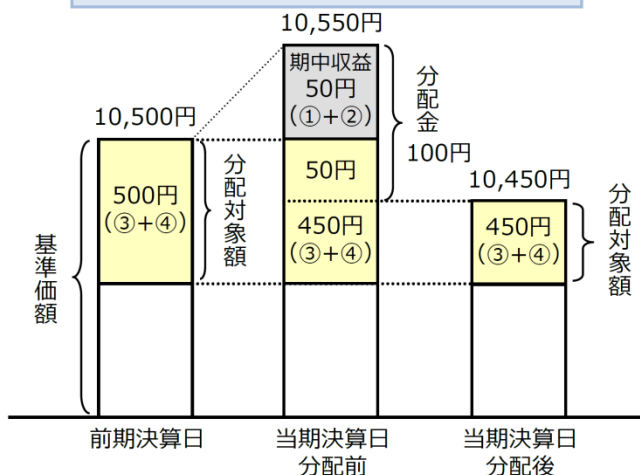 10,550円
期中収益
50円
(①+②)
分配金
100円
10,500円
500円
(③+④)
分配対象額
50円
450円
(③+④)
10,450円
450円
(③+④)
分配対象額
基準価額
前期決算日
当期決算日
分配前
当期決算日
分配後